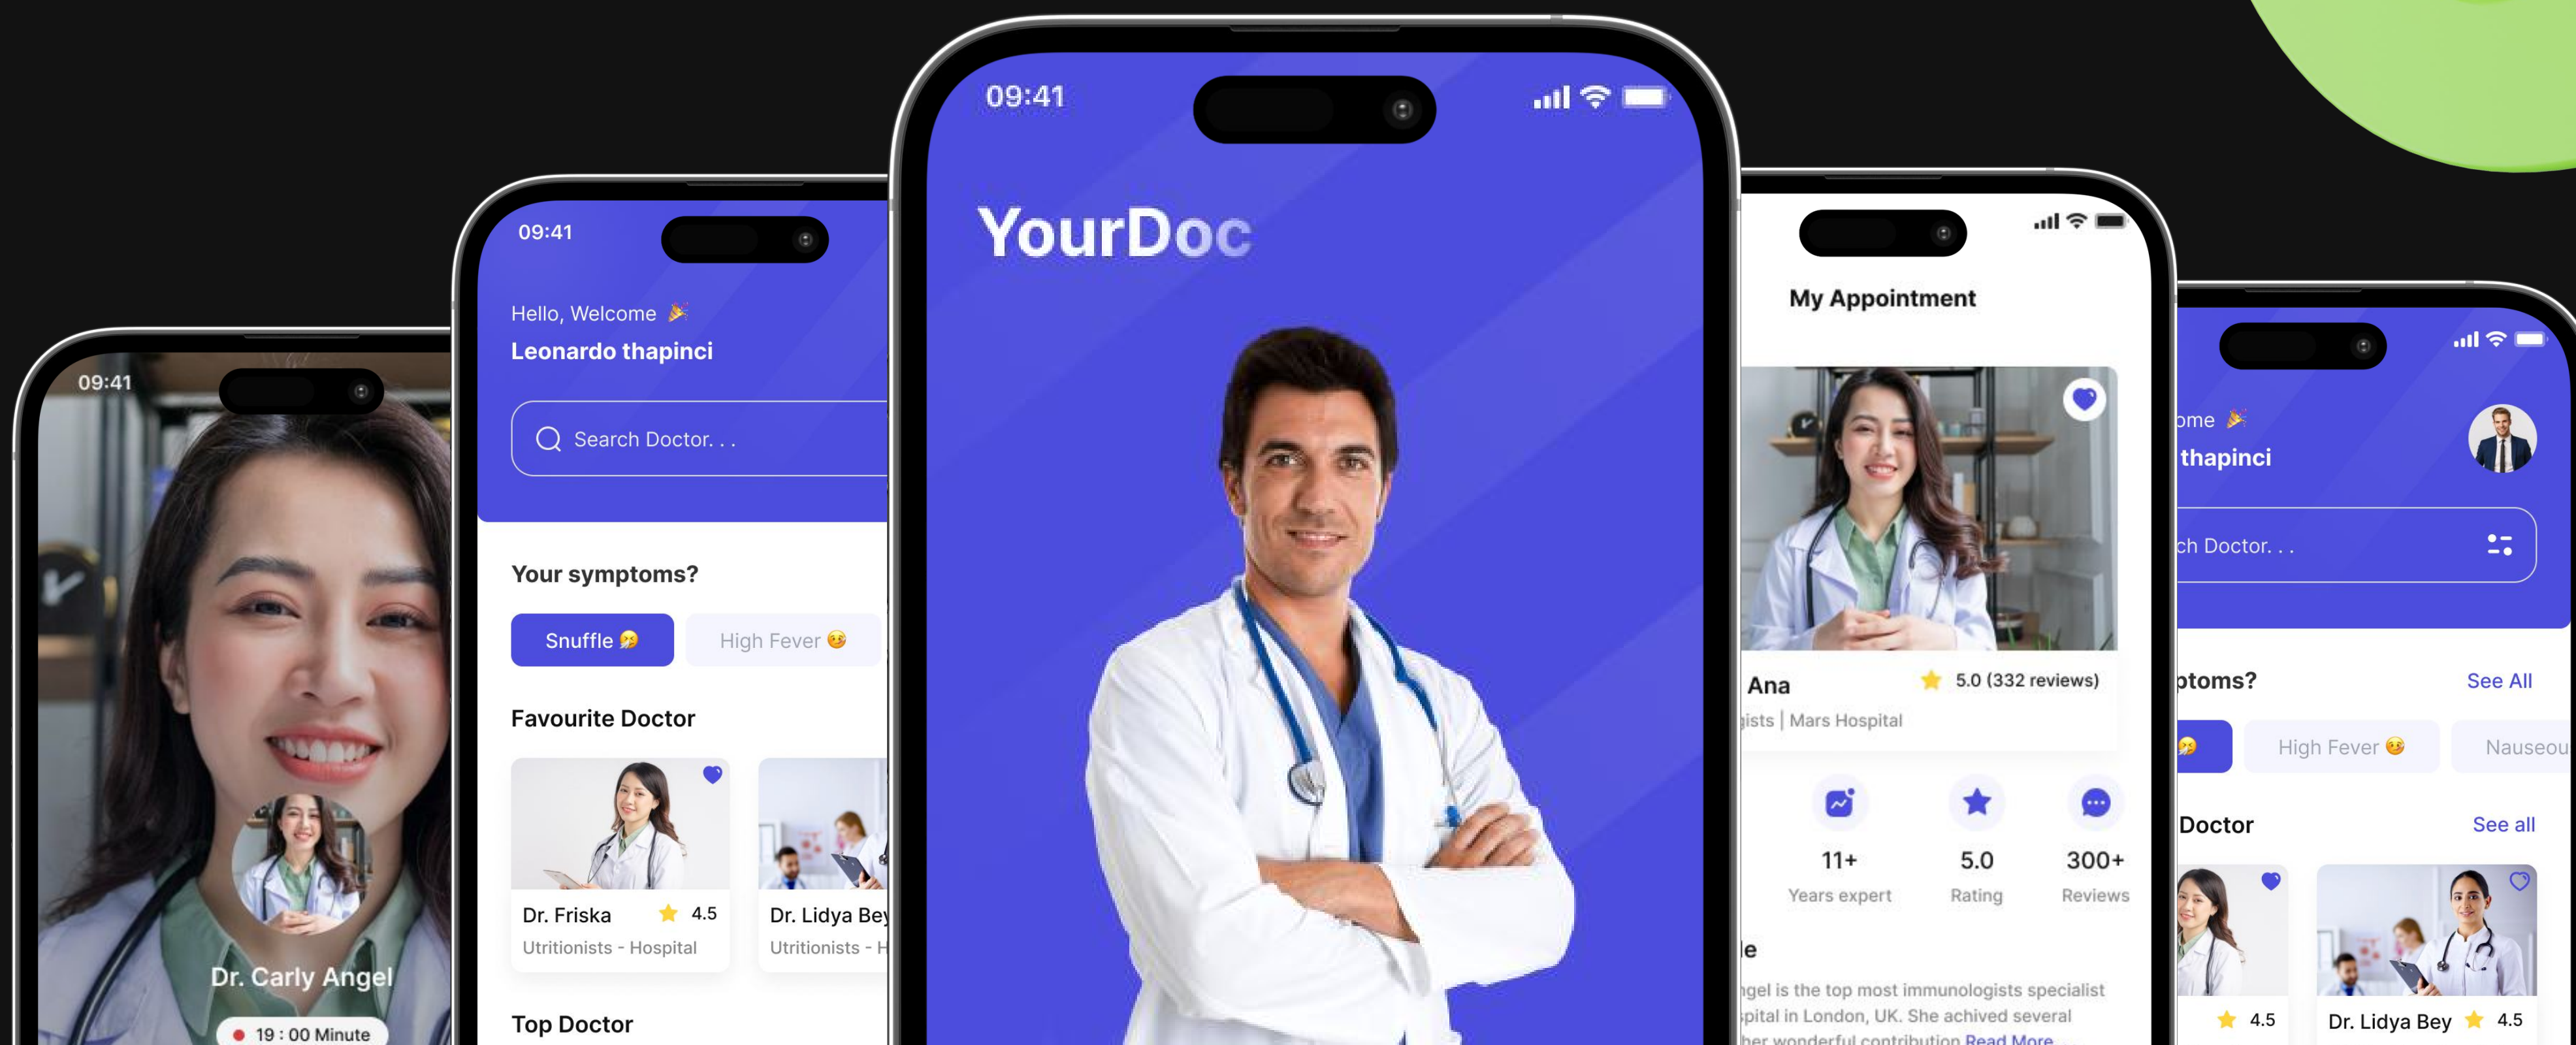 09:41
Dr. Carly Angel
19 : 00 Minute
09:41
Hello, Welcome 🎉
Leonardo thapinci
Search Doctor. . .
Your symptoms?
Snuffle 🤧
High Fever 🤒
Favourite Doctor
Dr. Friska
4.5
Utritionists - Hospital
Dr. Lidya Bey
Utritionists - H
Top Doctor
09:41
YourDoc
My Appointment
Ana
5.0 (332 reviews)
gists | Mars Hospital
11+
5.0
300+
Years expert
Rating
Reviews
le
ngel is the top most immunologists specialist
spital in London, UK. She achived several
her wonderful contribution Read More
ome 🎉
thapinci
ch Doctor. . .
ptoms?
See All
High Fever 🤒
Nauseou
Doctor
See all
4.5
Dr. Lidya Bey
4.5